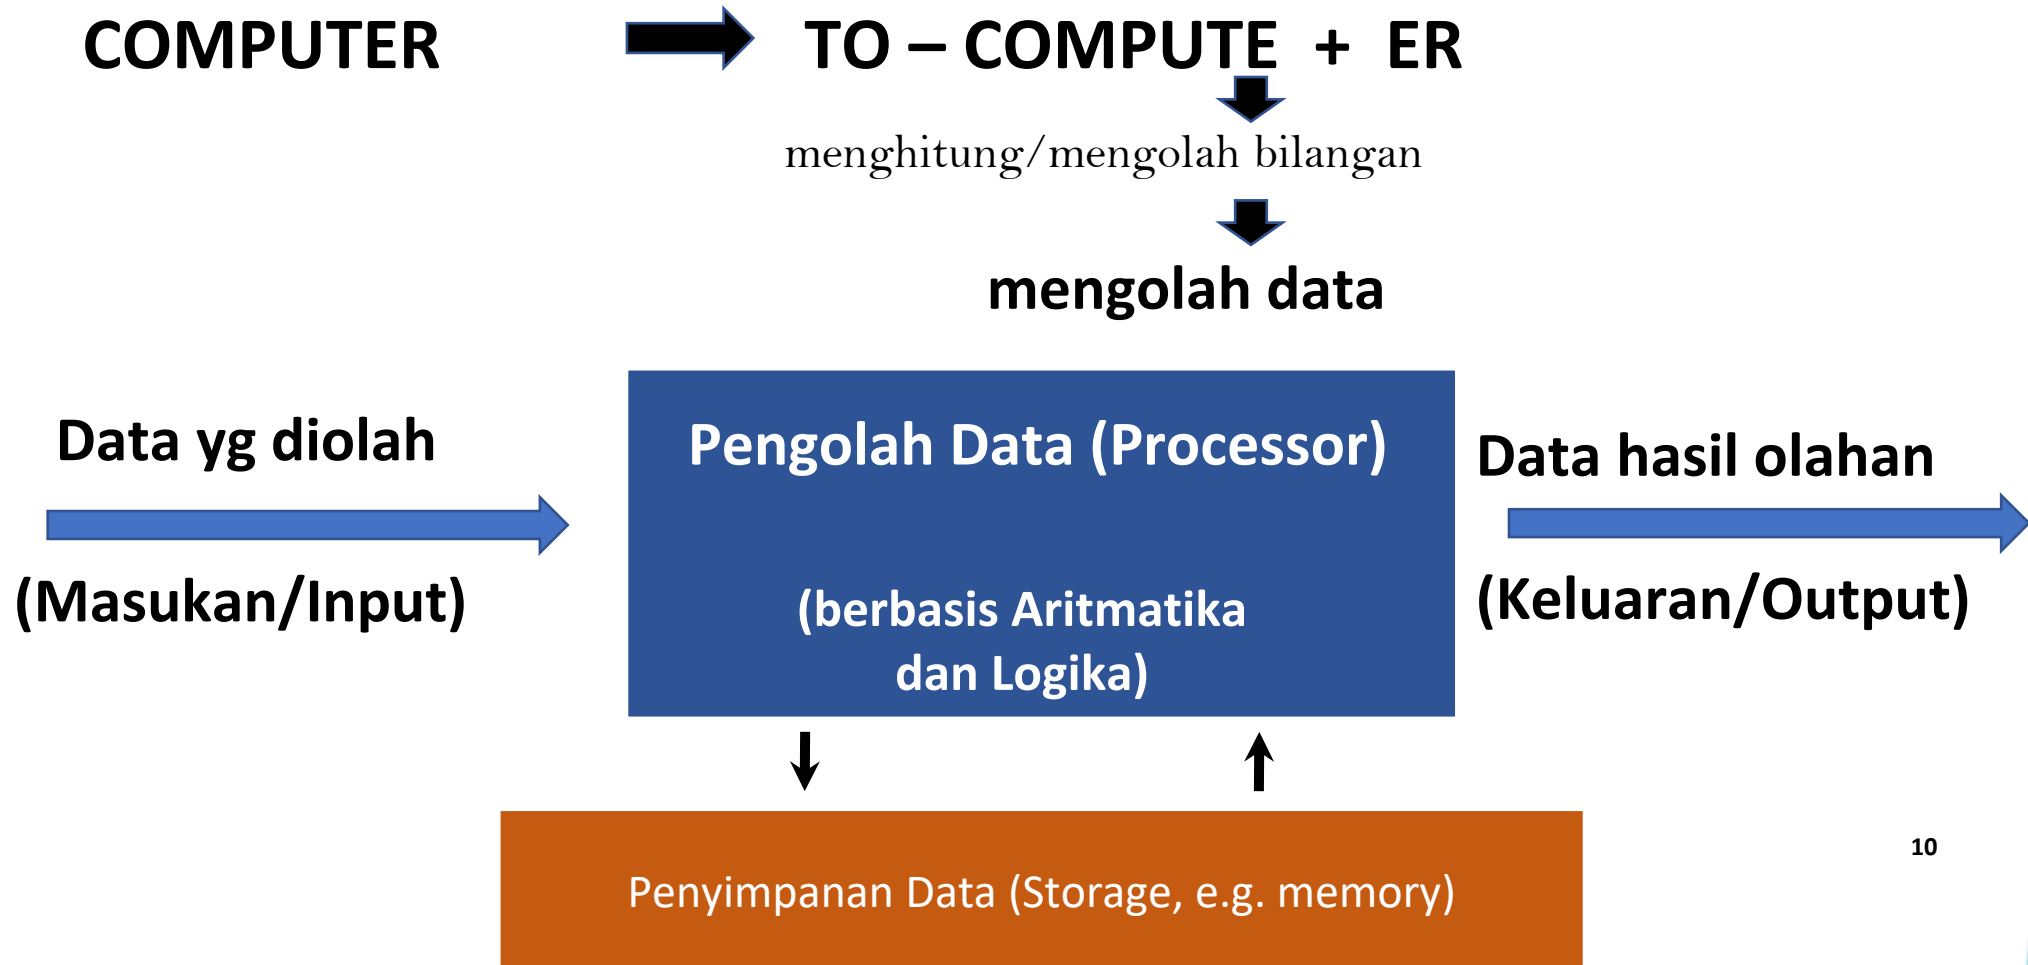 COMPUTER
TO – COMPUTE + ER
menghitung/mengolah bilangan
mengolah data
Data yg diolah
(Masukan/Input)
Pengolah Data (Processor)
(berbasis Aritmatika
dan Logika)
Data hasil olahan
(Keluaran/Output)
Penyimpanan Data (Storage, e.g. memory)
10